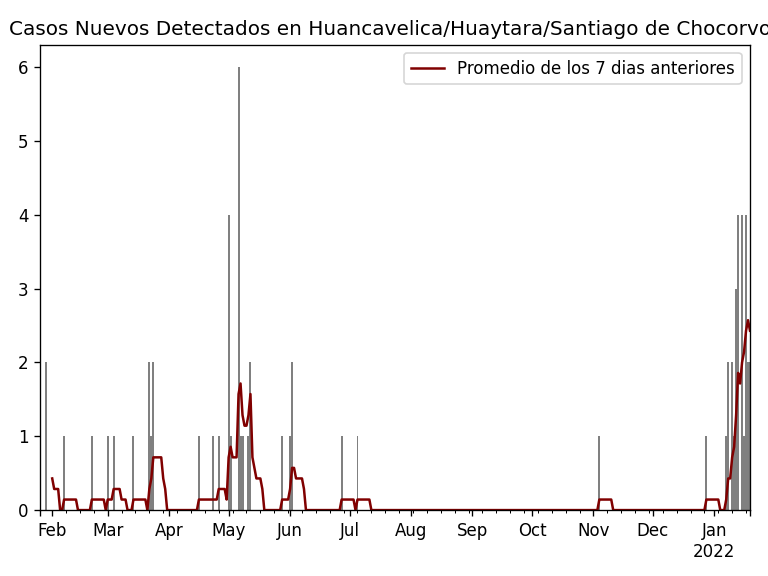 Casos Nuevos Detectados en Huancavelica/Huaytara/Santiago de Chocorvo
Promedio de los 7 dias anteriores
6
5
4
3
2
1
0
Feb Mar Apr May Jun Jul Aug Sep Oct Nov Dec Jan
2022